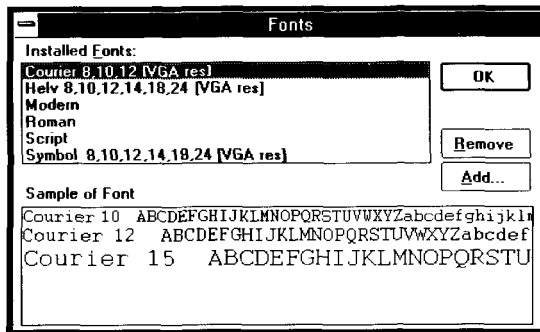 Fonts
Installed Fonts:
Courier 8,10,12 [VGA res]
Helv 8,10,12,14,18,24 [VGA res]
Modern
Roman
Script
Symbol 8,10,12,14,18,24 [VGA res]
OK
Remove
Add...
Sample of Font
Courier 10 ABCDEFGHIJKLMNOPQRSTUVWXYZabcdefghijklm
Courier 12 ABCDEFGHIJKLMNOPQRSTUVWXYZabcdef
Courier 15 ABCDEFGHIJKLMNOPQRSTU